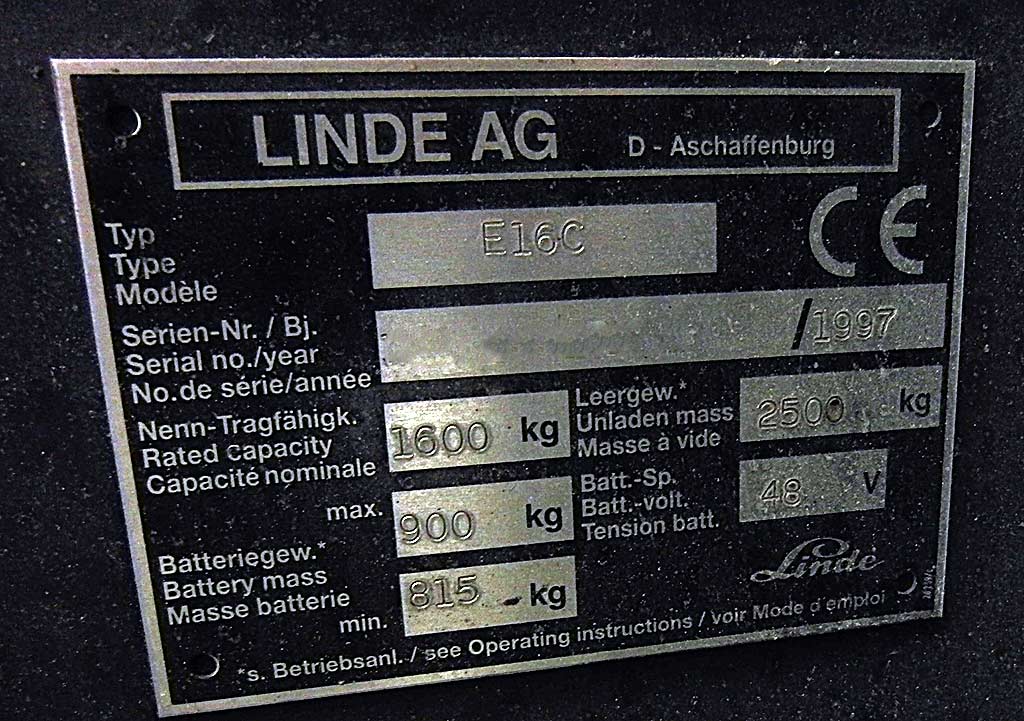 LINDE AG D - Aschaffenburg
Typ
Type
Modèle
E16C
CE
Serien-Nr. / Bj.
Serial no./year
No.de série/année
/1997
Nenn-Tragfähigk.
Rated capacity
Capacité nominale
1600 kg
Leergew.*
Unladen mass
Masse à vide
2500 kg
Batteriegew.*
Battery mass
Masse batterie
max. 900 kg
min. 815 kg
Batt.-Sp.
Batt.-volt.
Tension batt.
48 V
Linde
*s. Betriebsanl. / see Operating instructions / voir Mode d'emploi